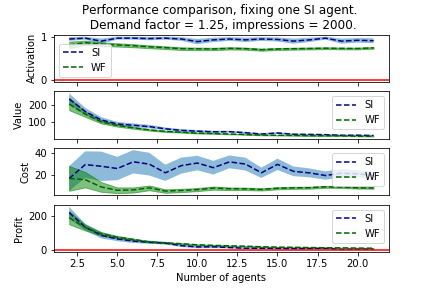 Performance comparison, fixing one SI agent.
Demand factor = 1.25, impressions = 2000.
Activation
1
0
SI
WF
Value
200
100
SI
WF
Cost
40
20
SI
WF
Profit
200
0
SI
WF
2.5 5.0 7.5 10.0 12.5 15.0 17.5 20.0
Number of agents